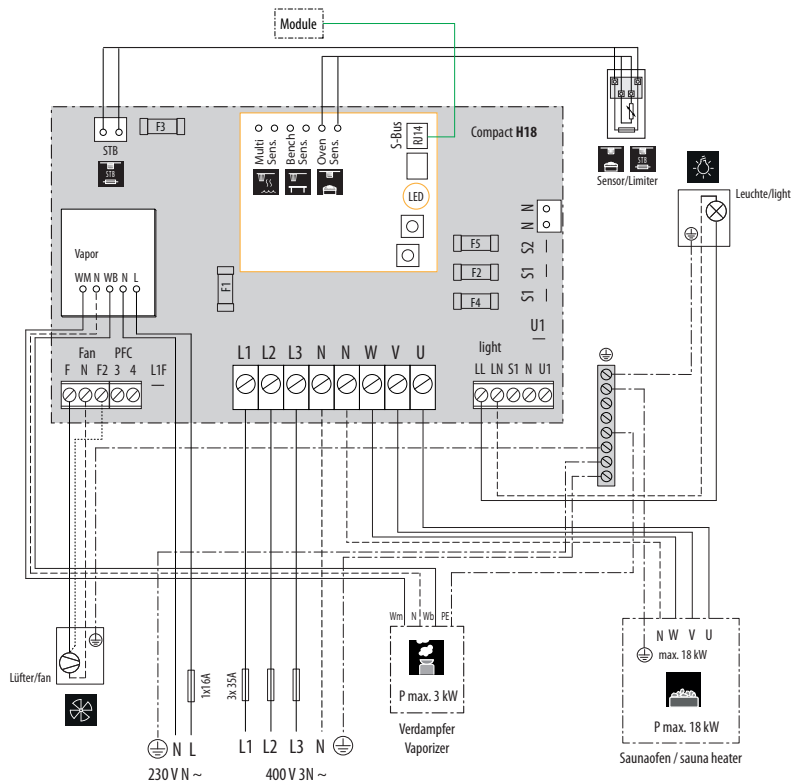 Module
Compact H18
STB
F3
STB
Multi Sens.
Bench Sens.
Oven Sens.
S-Bus
RJ14
LED
STB
Sensor/Limiter
Leuchte/light
Vapor
WM N WB N L
F1
F5
F2
F4
N
N
S2
S1
S1
U1
Fan PFC
F N F2 3 4 L1F
L1 L2 L3 N N W V U
light
LL LN S1 N U1
Lüfter/fan
1x16A
3x 35A
Wm N Wb PE
P max. 3 kW
Verdampfer
Vaporizer
N W V U
max. 18 kW
P max. 18 kW
Saunaofen / sauna heater
N L
230 V N ~
L1 L2 L3 N
400 V 3N ~